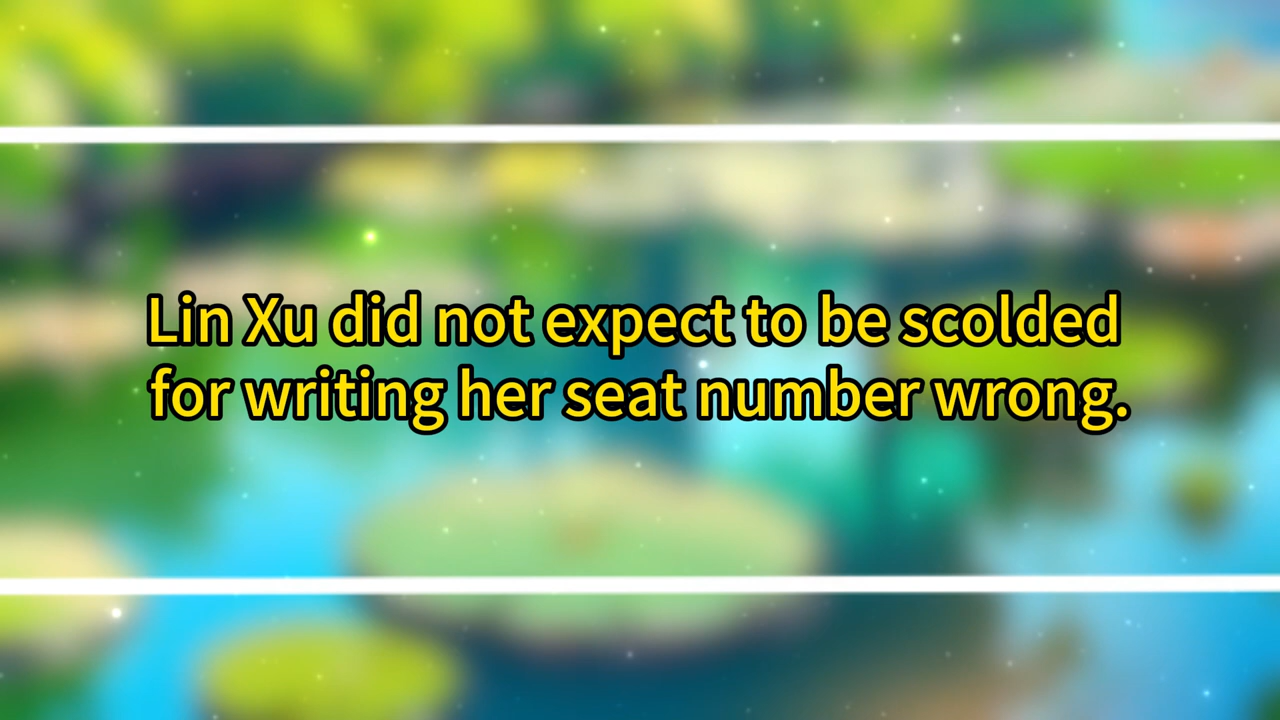 Lin Xu did not expect to be scolded
for writing her seat number wrong.